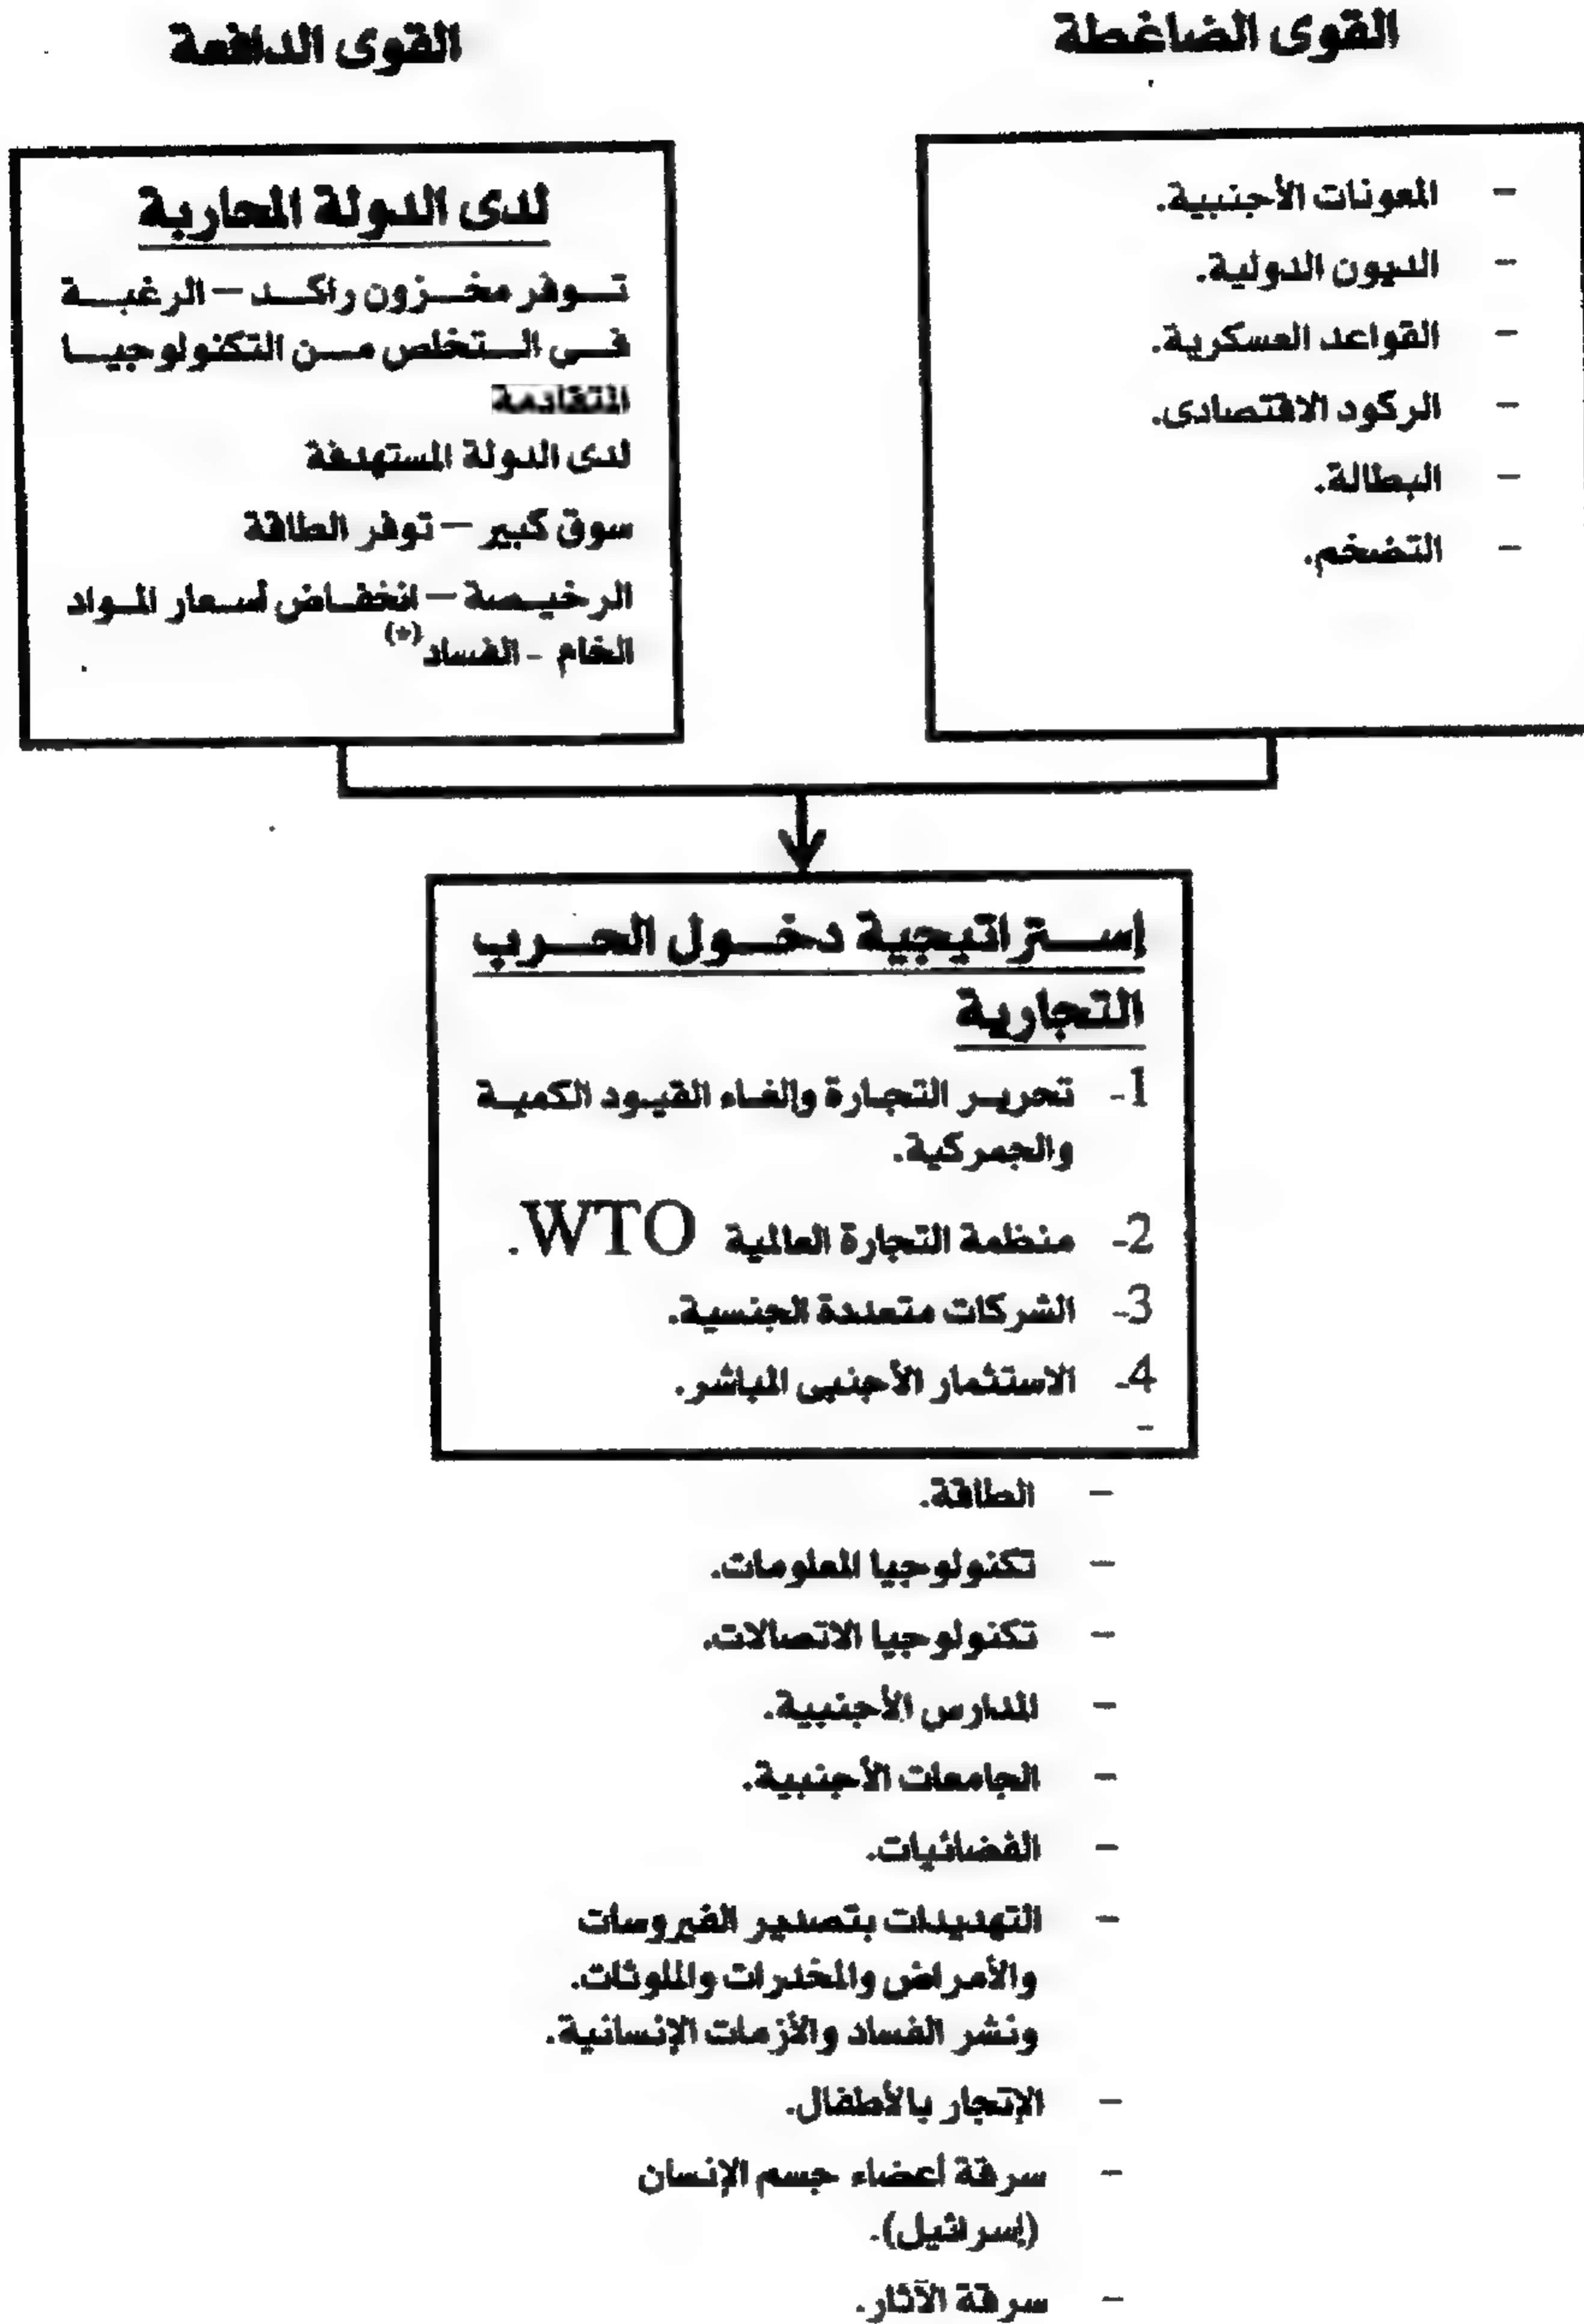 القوى الضاغطة
- المعونات الأجنبية.
- الديون الدولية.
- القواعد العسكرية.
- الركود الاقتصادى.
- البطالة.
- التضخم.
القوى الدافعة
لدى الدولة المحاربة
توفر مخزون راكد – الرغبة
فى التخلص من التكنولوجيا
المتقادمة
لدى الدولة المستهدفة
سوق كبير – توفر الطاقة
الرخيصة – انخفاض أسعار المواد
الخام - الفساد(*)
إستراتيجية دخول الحرب
التجارية
1- تحرير التجارة وإلغاء القيود الكمية
والجمركية.
2- منظمة التجارة العالمية WTO.
3- الشركات متعددة الجنسية.
4- الاستثمار الأجنبى المباشر.
-
- الطاقة.
- تكنولوجيا المعلومات.
- تكنولوجيا الاتصالات.
- المدارس الأجنبية.
- الجامعات الأجنبية.
- الفضائيات.
- التهديدات بتصدير الفيروسات
والأمراض والمخدرات والملوثات.
ونشر الفساد والأزمات الإنسانية.
- الإتجار بالأطفال.
- سرقة أعضاء جسم الإنسان
(إسرائيل).
- سرقة الآثار.